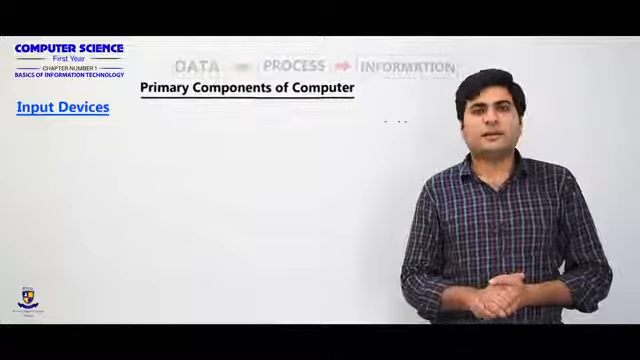 COMPUTER SCIENCE
First Year
CHAPTER NUMBER 1
BASICS OF INFORMATION TECHNOLOGY
DATA PROCESS INFORMATION
Primary Components of Computer
Input Devices